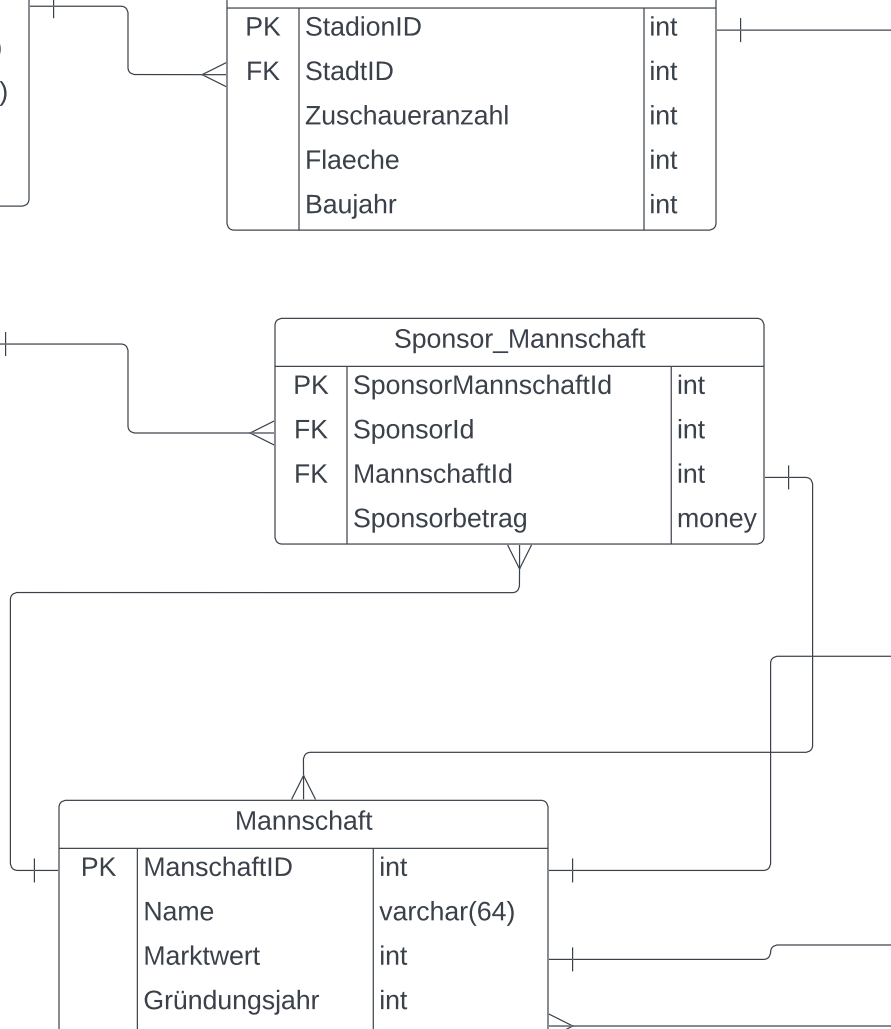 PK StadionID int
)
FK StadtID int
)
Zuschaueranzahl int
Flaeche int
Baujahr int
Sponsor_Mannschaft
PK SponsorMannschaftId int
FK SponsorId int
FK MannschaftId int
Sponsorbetrag money
Mannschaft
PK ManschaftID int
Name varchar(64)
Marktwert int
Gründungsjahr int